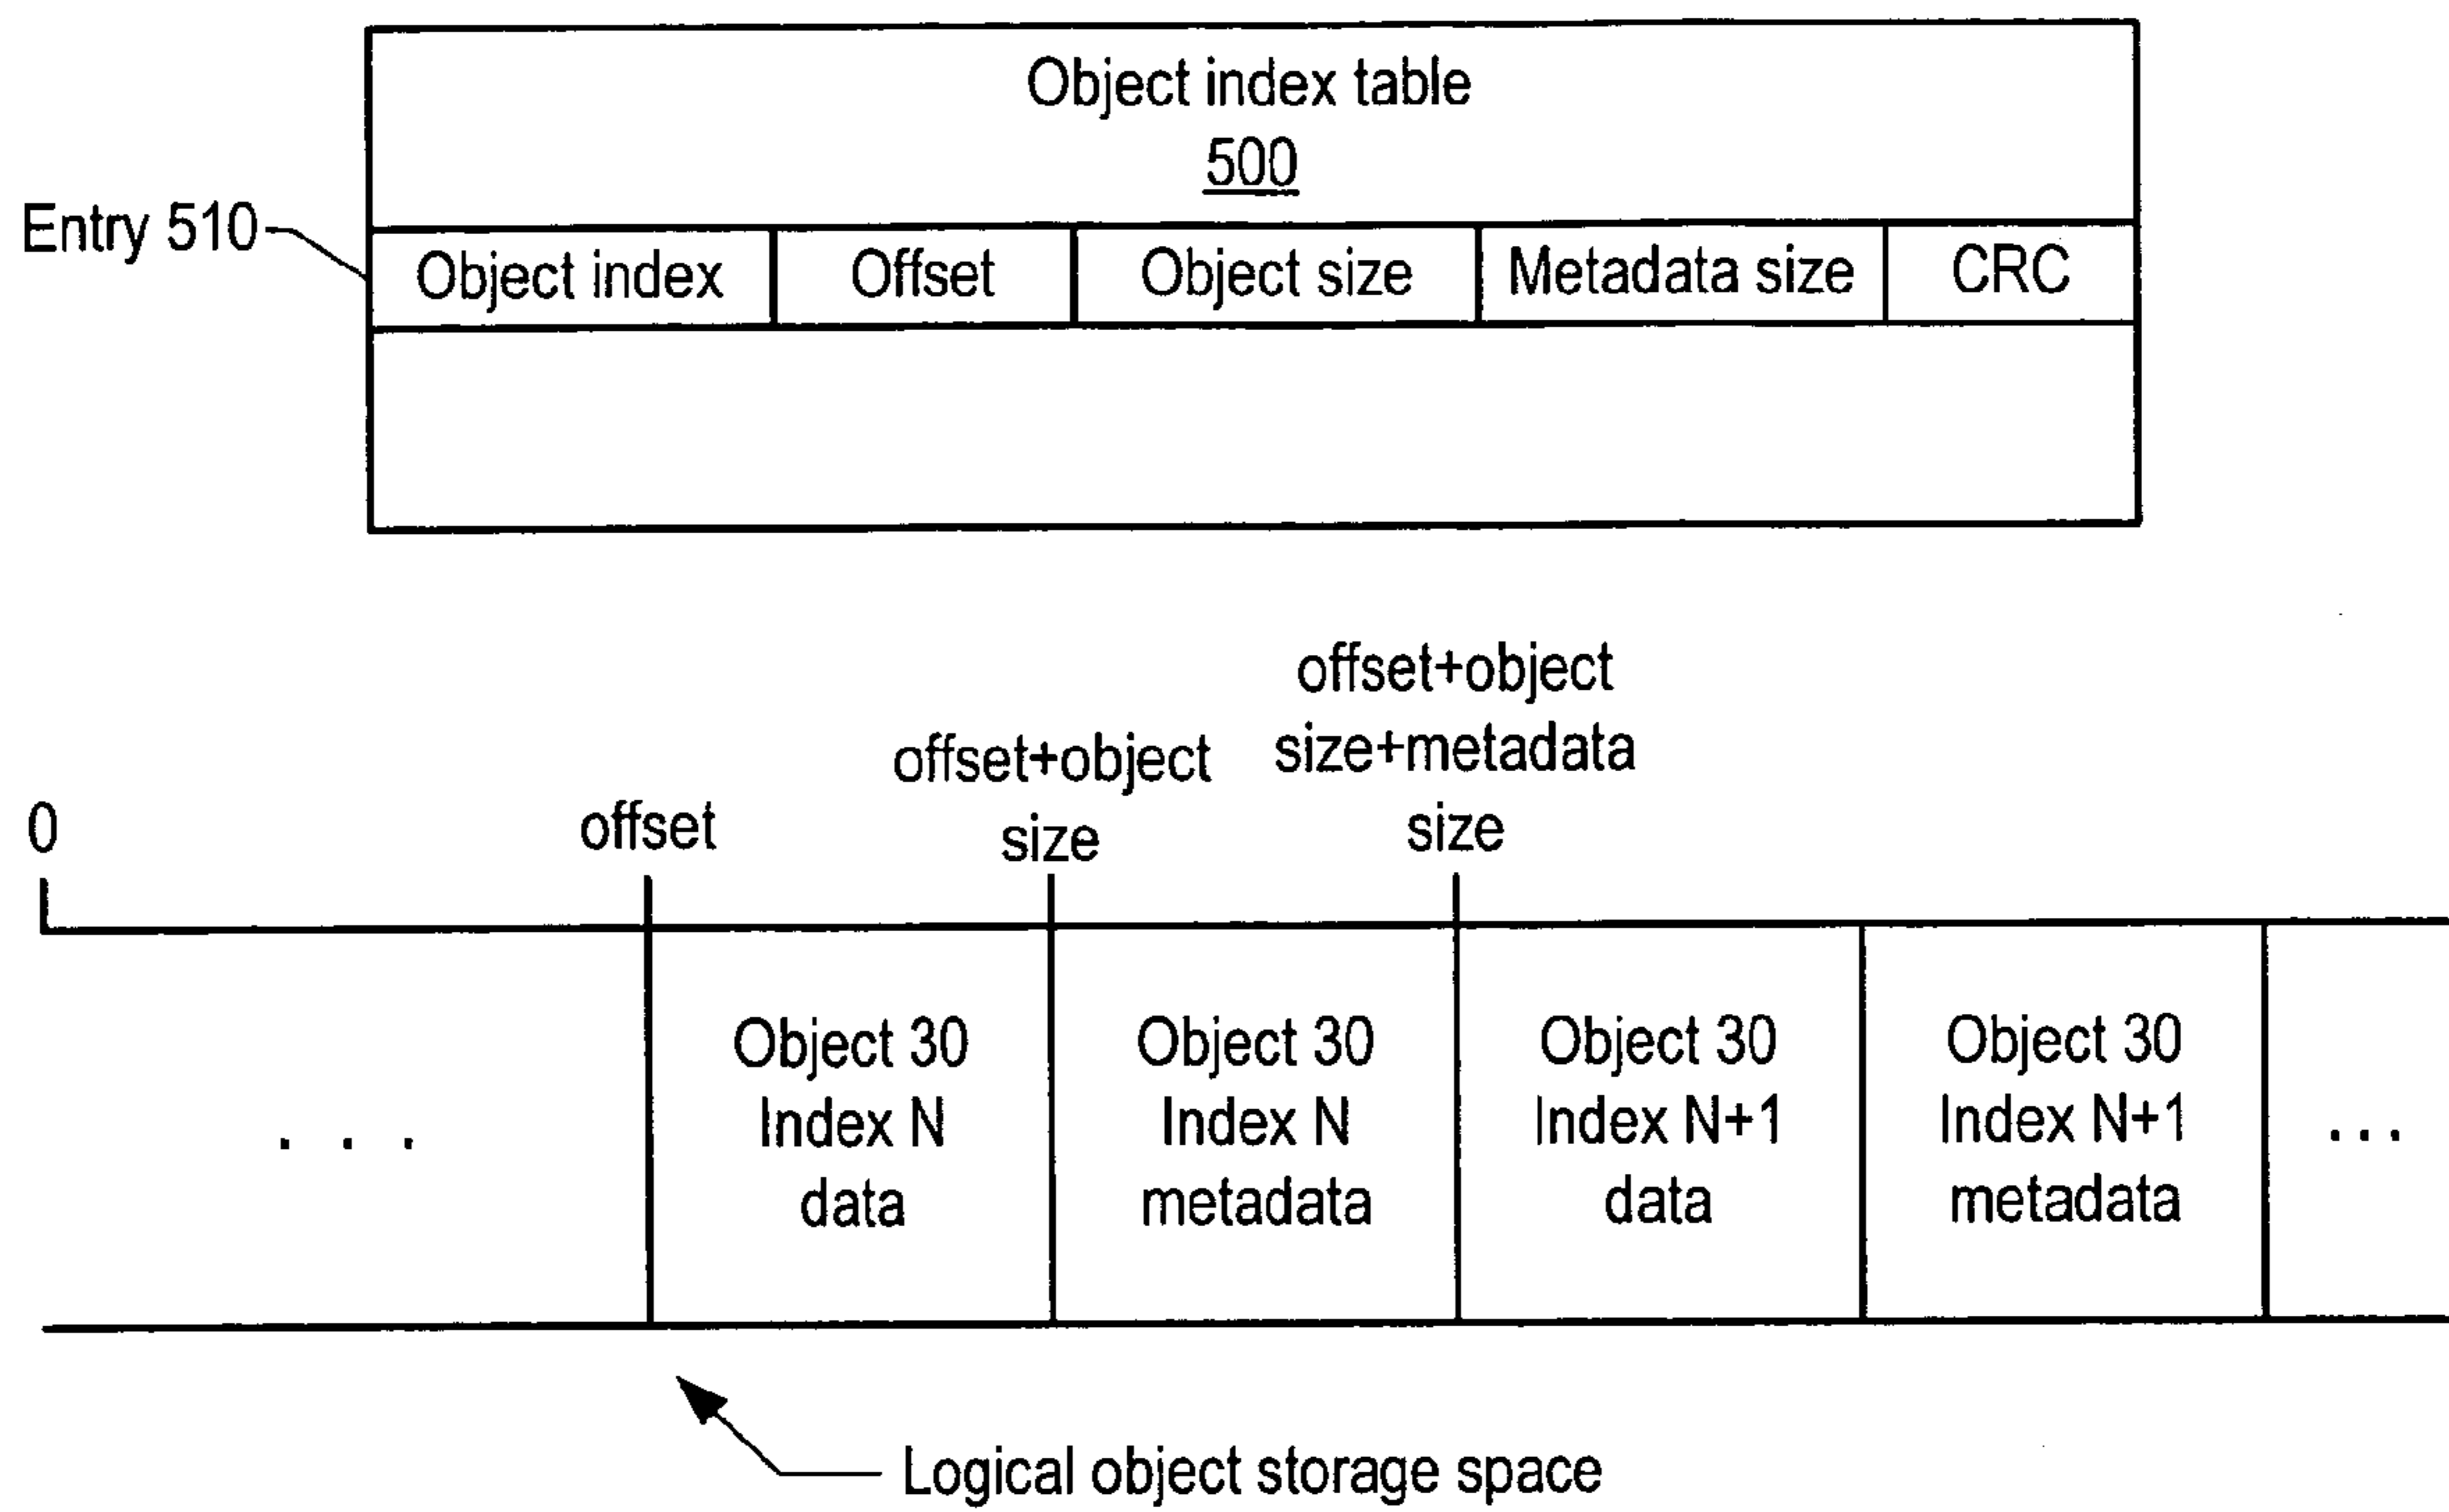 Object index table
500
Entry 510
Object index Offset Object size Metadata size CRC
offset+object
size+metadata
size
offset+object
size
offset
0
Object 30
Index N
data
Object 30
Index N
metadata
Object 30
Index N+1
data
Object 30
Index N+1
metadata
. . .
...
Logical object storage space